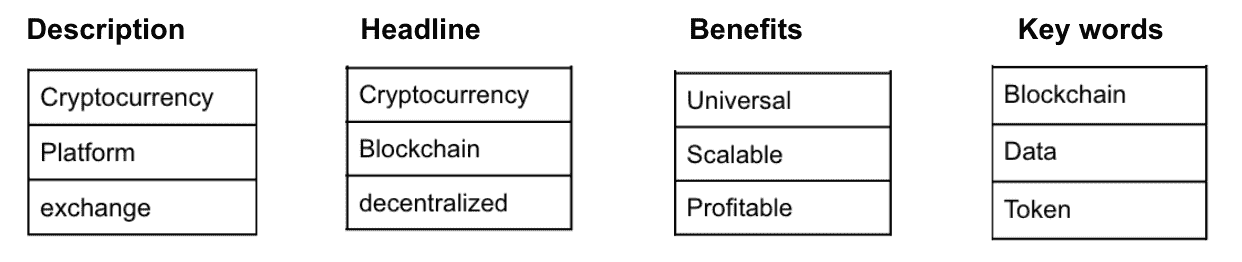 Description Headline Benefits Key words
Cryptocurrency Cryptocurrency Universal Blockchain
Platform Blockchain Scalable Data
exchange decentralized Profitable Token